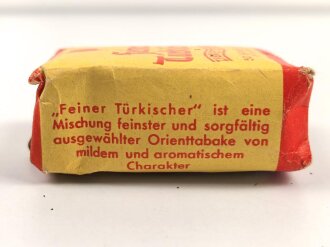 „Feiner Türkischer" ist eine
Mischung feinster und sorgfältig
ausgewählter Orienttabake von
mildem und aromatischem
Charakter